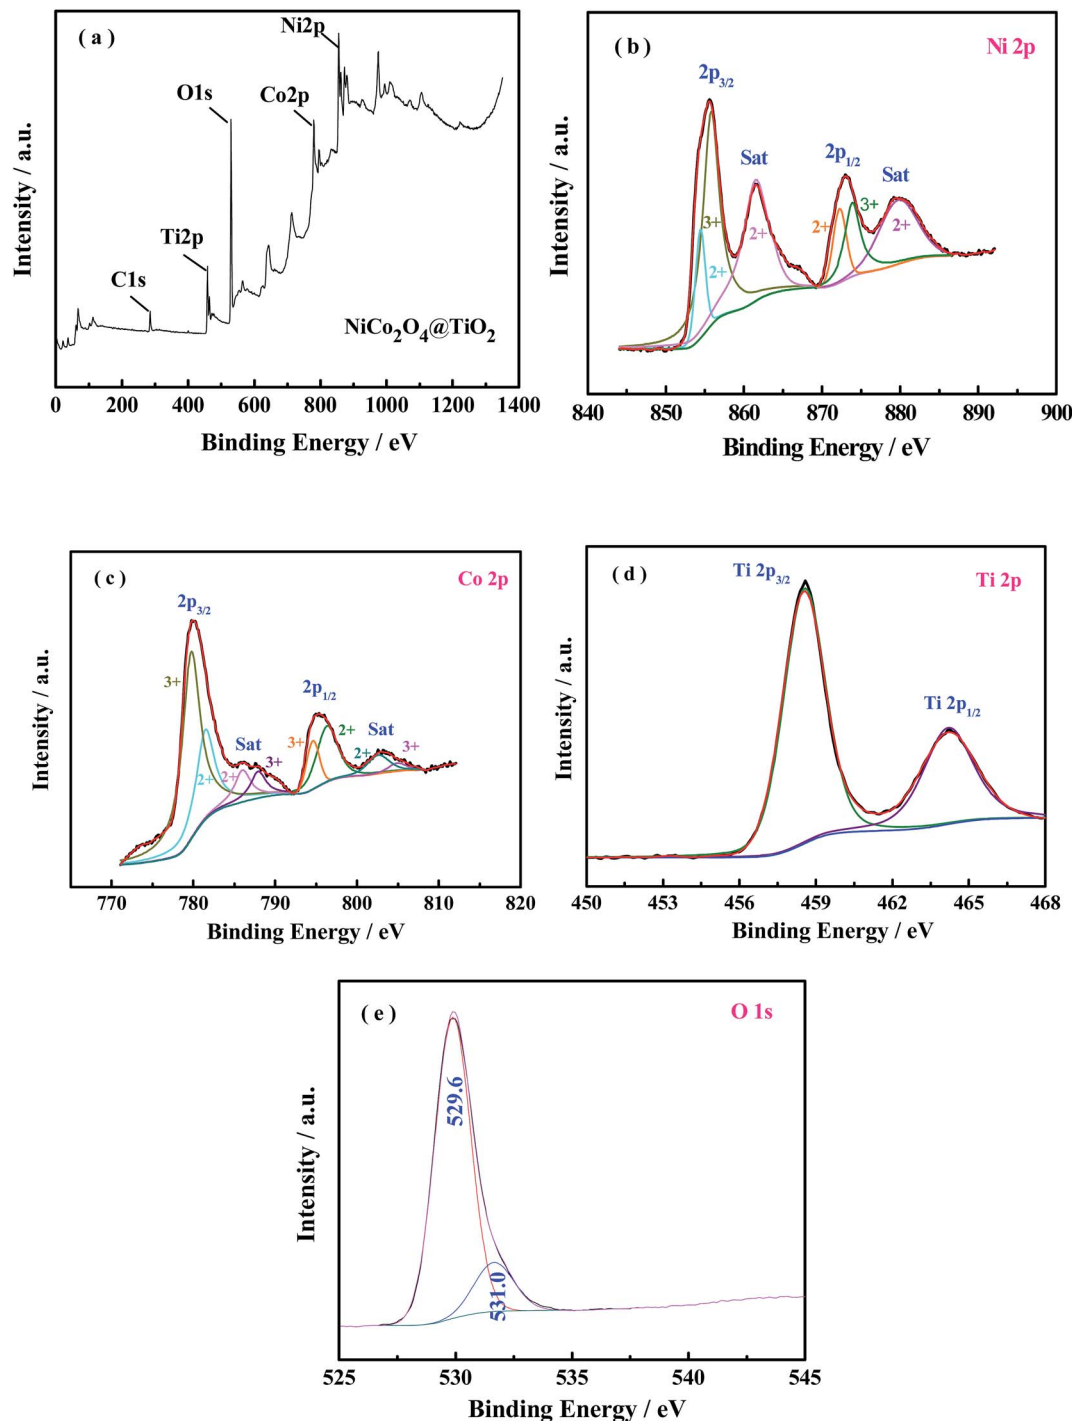 ( a )
Ni2p
O1s
Co2p
Ti2p
C1s
NiCo2O4@TiO2
Intensity / a.u.
0 200 400 600 800 1000 1200 1400
Binding Energy / eV
( b )
Ni 2p
2p3/2
Sat
2p1/2
Sat
3+
2+
2+
2+
3+
2+
Intensity / a.u.
840 850 860 870 880 890 900
Binding Energy / eV
( c )
Co 2p
2p3/2
3+
2+
Sat
2+
3+
2p1/2
3+
2+
Sat
2+
3+
Intensity / a.u.
770 780 790 800 810 820
Binding Energy / eV
( d )
Ti 2p3/2
Ti 2p
Ti 2p1/2
Intensity / a.u.
450 453 456 459 462 465 468
Binding Energy / eV
( e )
O 1s
529.6
531.0
Intensity / a.u.
525 530 535 540 545
Binding Energy / eV